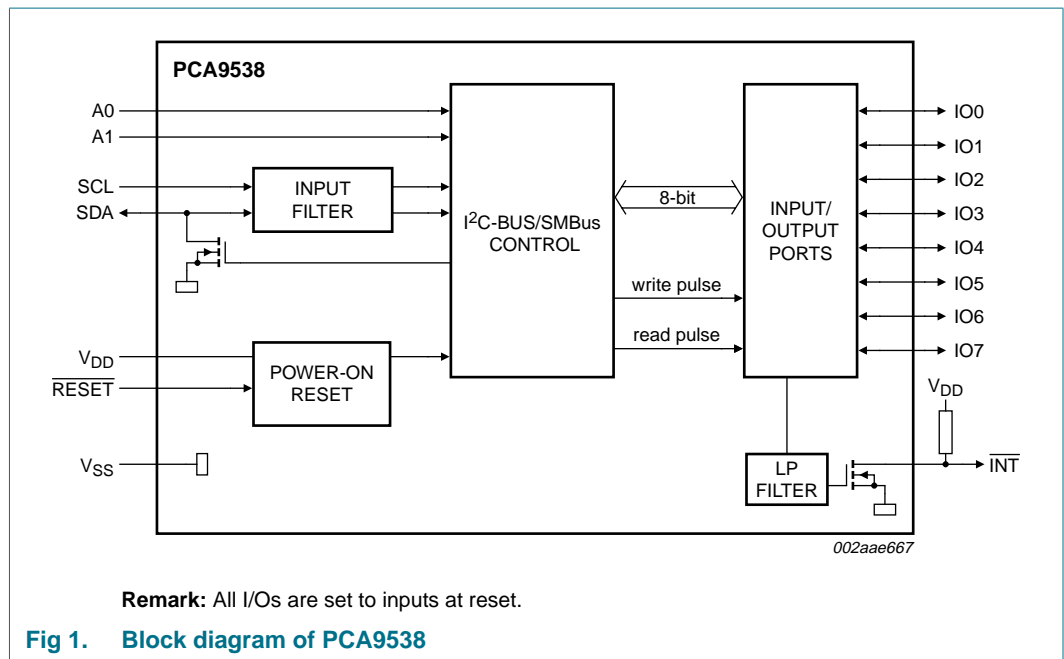 PCA9538
A0
A1
SCL
SDA
INPUT
FILTER
I²C-BUS/SMBus
CONTROL
8-bit
INPUT/
OUTPUT
PORTS
write pulse
read pulse
IO0
IO1
IO2
IO3
IO4
IO5
IO6
IO7
VDD
RESET
POWER-ON
RESET
VSS
LP
FILTER
VDD
INT
002aae667
Remark: All I/Os are set to inputs at reset.
Fig 1. Block diagram of PCA9538